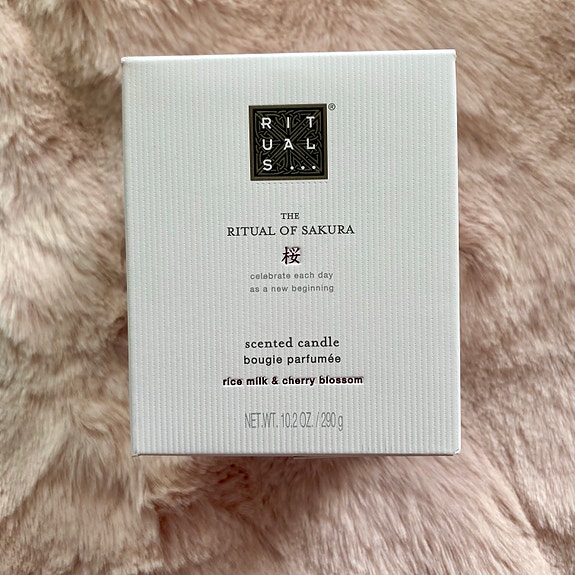 RIT
UAL
S...®
THE
RITUAL OF SAKURA
桜
celebrate each day
as a new beginning
scented candle
bougie parfumée
rice milk & cherry blossom
NET.WT. 10.2 OZ. / 290 g